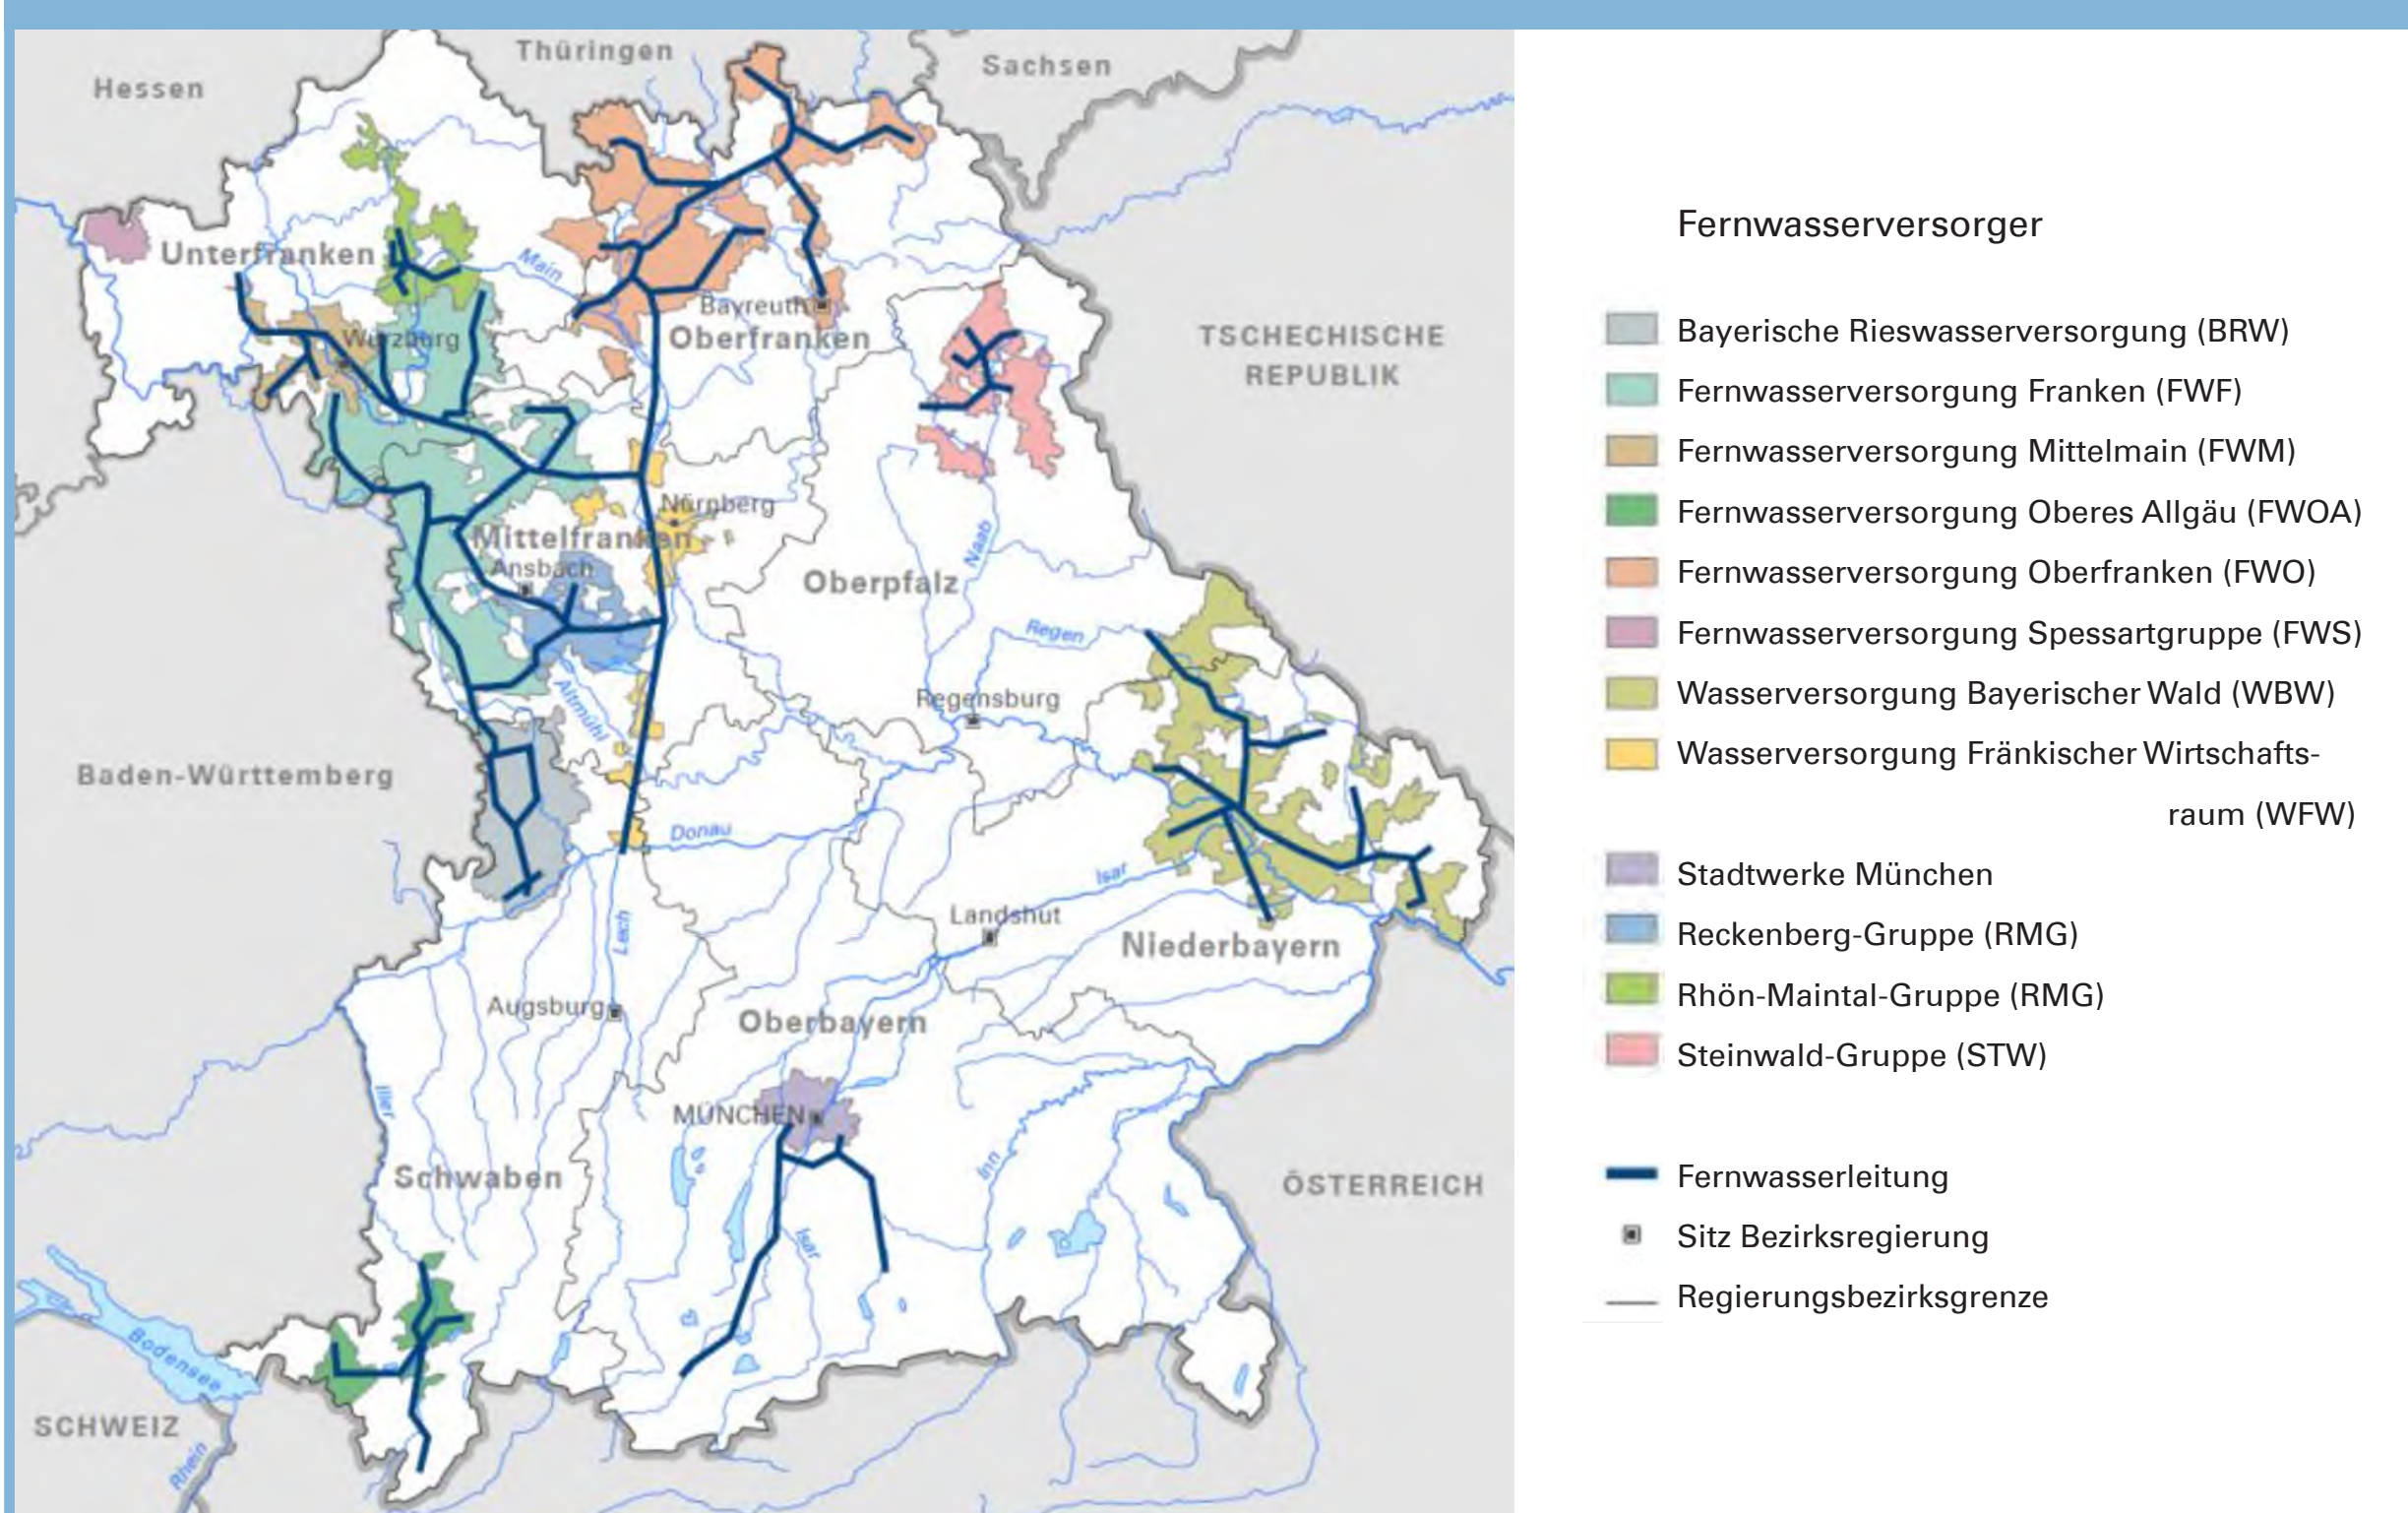 Thüringen
Sachsen
Hessen
Unterfranken
Main
Bayreuth
Oberfranken
Würzburg
TSCHECHISCHE
REPUBLIK
Nürnberg
Mittelfranken
Ansbach
Naab
Oberpfalz
Regen
Altmühl
Regensburg
Baden-Württemberg
Donau
Isar
Landshut
Lech
Niederbayern
Augsburg
Oberbayern
Iller
MÜNCHEN
Schwaben
Inn
ÖSTERREICH
Isar
Bodensee
SCHWEIZ
Rhein
Fernwasserversorger
Bayerische Rieswasserversorgung (BRW)
Fernwasserversorgung Franken (FWF)
Fernwasserversorgung Mittelmain (FWM)
Fernwasserversorgung Oberes Allgäu (FWOA)
Fernwasserversorgung Oberfranken (FWO)
Fernwasserversorgung Spessartgruppe (FWS)
Wasserversorgung Bayerischer Wald (WBW)
Wasserversorgung Fränkischer Wirtschafts-
raum (WFW)
Stadtwerke München
Reckenberg-Gruppe (RMG)
Rhön-Maintal-Gruppe (RMG)
Steinwald-Gruppe (STW)
Fernwasserleitung
Sitz Bezirksregierung
Regierungsbezirksgrenze